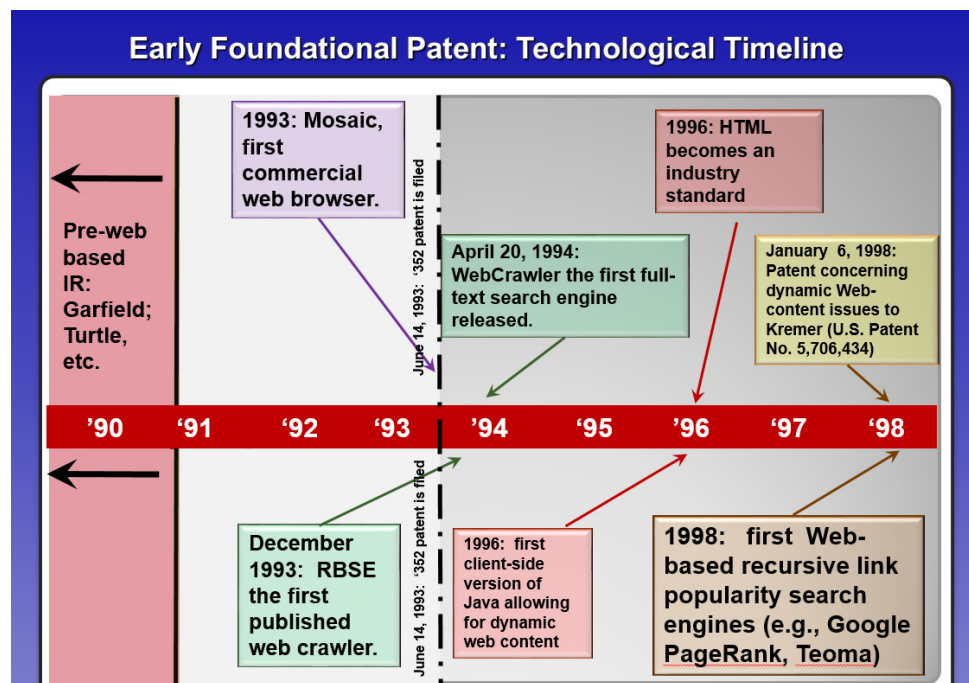 Early Foundational Patent: Technological Timeline
1993: Mosaic,
first
commercial
web browser.
1996: HTML
becomes an
industry
standard
Pre-web
based
IR:
Garfield;
Turtle,
etc.
June 14, 1993:  ‘352 patent is filed
April 20, 1994:
WebCrawler the first full-
text search engine
released.
January  6, 1998:
Patent concerning
dynamic Web-
content issues to
Kremer (U.S. Patent
No. 5,706,434)
’90 ‘91 ‘92 ‘93 ’94 ’95 ‘96 ’97 ‘98
December
1993:  RBSE
the first
published
web crawler.
June 14, 1993:  ‘352 patent is filed
1996:  first
client-side
version of
Java allowing
for dynamic
web content
1998:   first  Web-
based recursive link
popularity search
engines (e.g., Google
PageRank, Teoma)